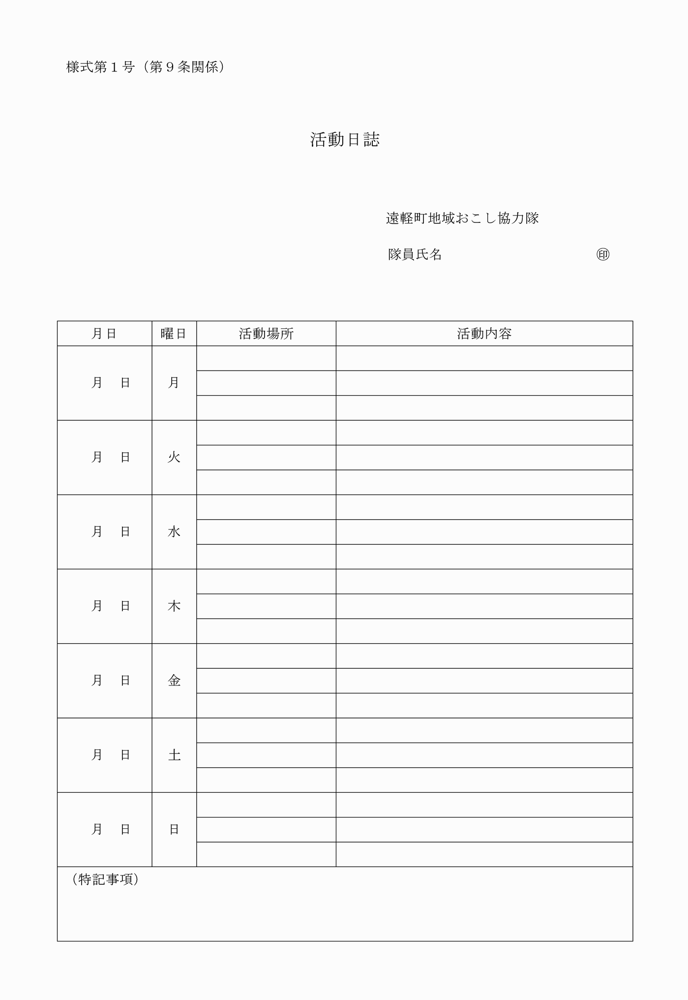 様式第１号（第９条関係）
活動日誌
遠軽町地域おこし協力隊
隊員氏名　　　　　　　　　　　㊞
月日　曜日　活動場所　活動内容
月　日　月
月　日　火
月　日　水
月　日　木
月　日　金
月　日　土
月　日　日
（特記事項）